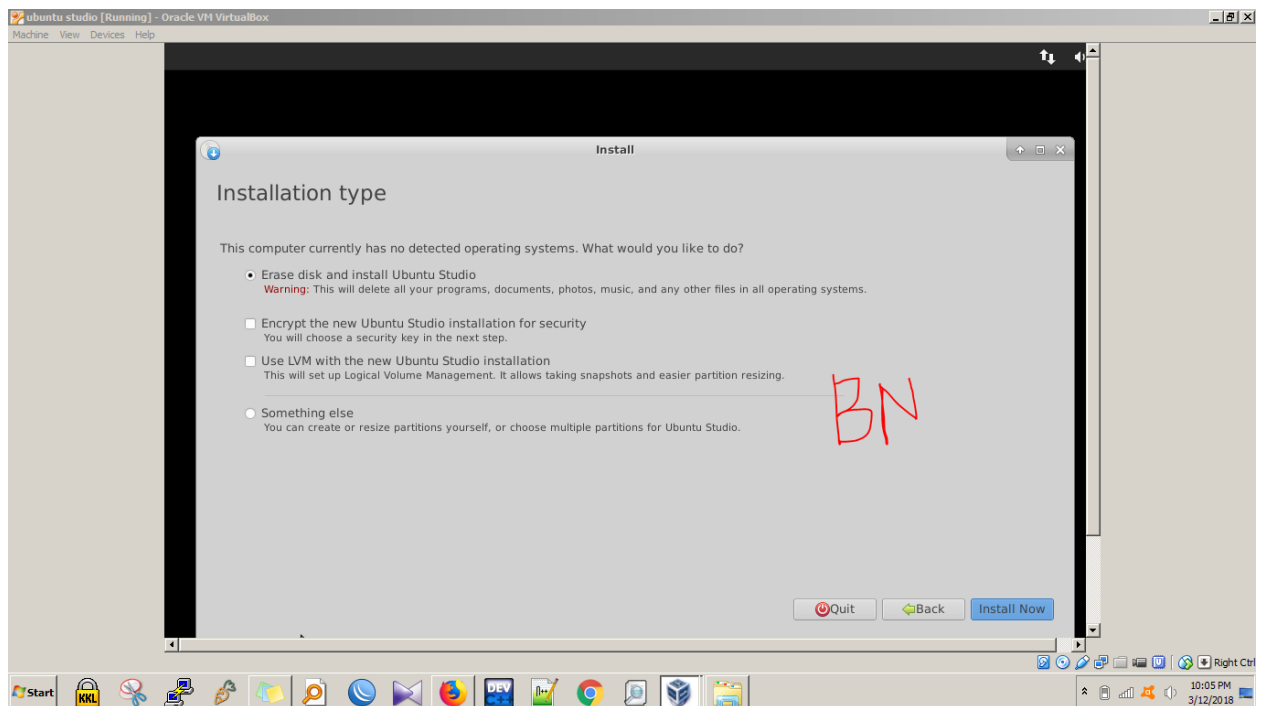 ubuntu studio [Running] - Oracle VM VirtualBox
Machine View Devices Help
Install
Installation type
This computer currently has no detected operating systems. What would you like to do?
Erase disk and install Ubuntu Studio
Warning: This will delete all your programs, documents, photos, music, and any other files in all operating systems.
Encrypt the new Ubuntu Studio installation for security
You will choose a security key in the next step.
Use LVM with the new Ubuntu Studio installation
This will set up Logical Volume Management. It allows taking snapshots and easier partition resizing.
BN
Something else
You can create or resize partitions yourself, or choose multiple partitions for Ubuntu Studio.
Quit Back Install Now
Right Ctrl
Start KKL DEV C++ 10:05 PM
3/12/2018